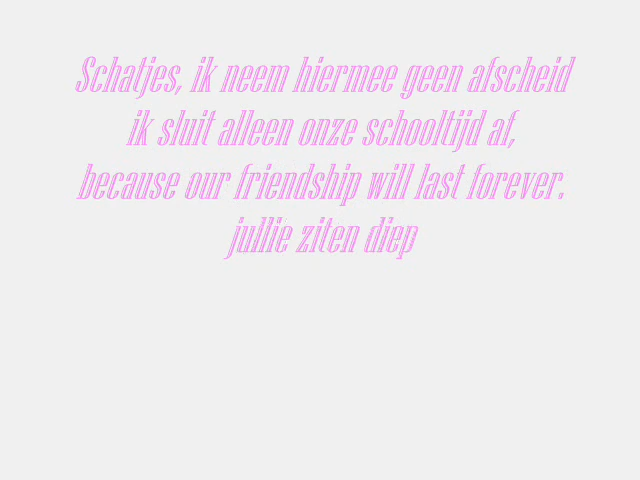 Schatjes, ik neem hiermee geen afscheid
ik sluit alleen onze schooltijd af,
because our friendship will last forever.
jullie ziten diep